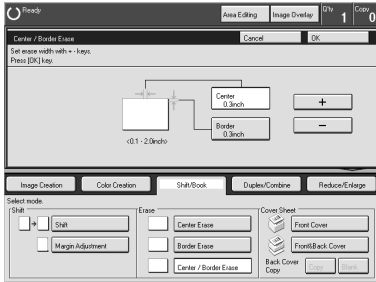 Ready
Area Editing Image Overlay Q'ty 1 Copy 0
Center / Border Erase Cancel OK
Set erase width with + - keys.
Press [OK] key.
Center
0.3inch
+
Border
0.3inch
−
<0.1 - 2.0inch>
Image Creation Color Creation Shift/Book Duplex/Combine Reduce/Enlarge
Select mode.
Shift Erase Cover Sheet
Shift Center Erase Front Cover
Margin Adjustment Border Erase Front&Back Cover
Center / Border Erase Back Cover Copy Copy Blank